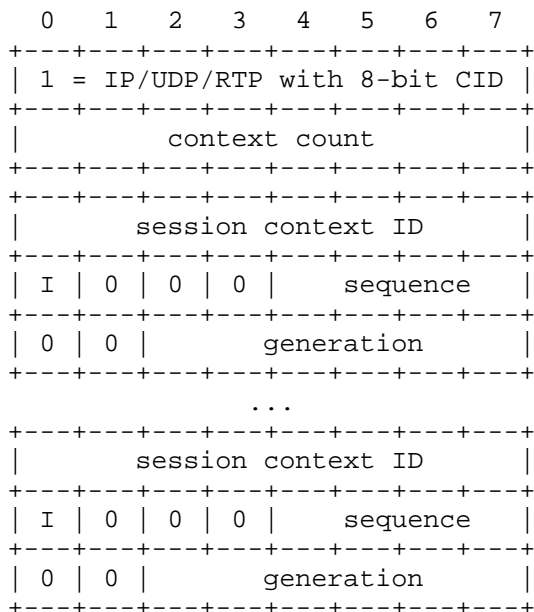 0   1   2   3   4   5   6   7
+---+---+---+---+---+---+---+---+
| 1 = IP/UDP/RTP with 8-bit CID |
+---+---+---+---+---+---+---+---+
|         context count         |
+---+---+---+---+---+---+---+---+
+---+---+---+---+---+---+---+---+
|       session context ID      |
+---+---+---+---+---+---+---+---+
| I | 0 | 0 | 0 |    sequence   |
+---+---+---+---+---+---+---+---+
| 0 | 0 |       generation      |
+---+---+---+---+---+---+---+---+
               ...
+---+---+---+---+---+---+---+---+
|       session context ID      |
+---+---+---+---+---+---+---+---+
| I | 0 | 0 | 0 |    sequence   |
+---+---+---+---+---+---+---+---+
| 0 | 0 |       generation      |
+---+---+---+---+---+---+---+---+